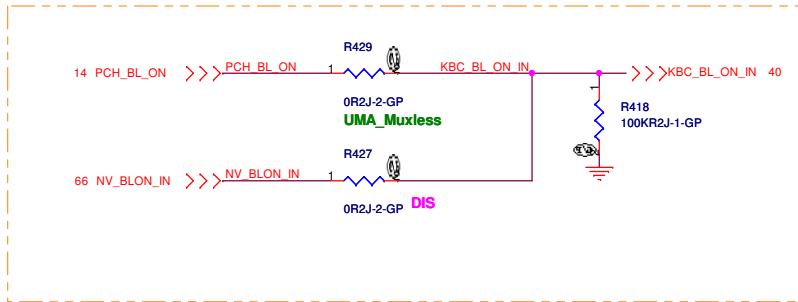 R429
14 PCH_BL_ON PCH_BL_ON 1 KBC_BL_ON_IN KBC_BL_ON_IN 40
0R2J-2-GP
UMA_Muxless
1
R418
100KR2J-1-GP
R427
66 NV_BLON_IN NV_BLON_IN 1
0R2J-2-GP DIS